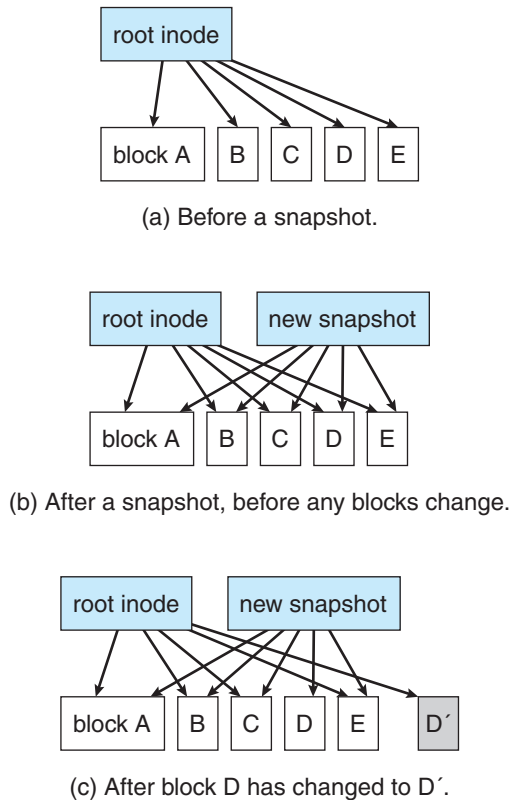 root inode
block A B C D E
(a) Before a snapshot.
root inode new snapshot
block A B C D E
(b) After a snapshot, before any blocks change.
root inode new snapshot
block A B C D E D´
(c) After block D has changed to D´.